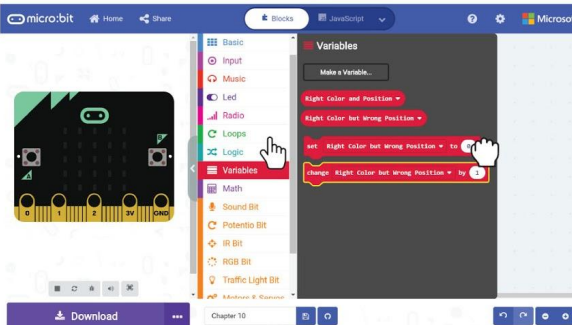 micro:bit Home Share Blocks JavaScript Microsoft
Basic
Input
Music
Led
Radio
Loops
Logic
Variables
Math
Sound Bit
Potentio Bit
IR Bit
RGB Bit
Traffic Light Bit
Motors & Servos
Variables
Make a Variable...
Right Color and Position
Right Color but Wrong Position
set Right Color but Wrong Position to 0
change Right Color but Wrong Position by 1
B
A
0 1 2 3V GND
Download
Chapter 10